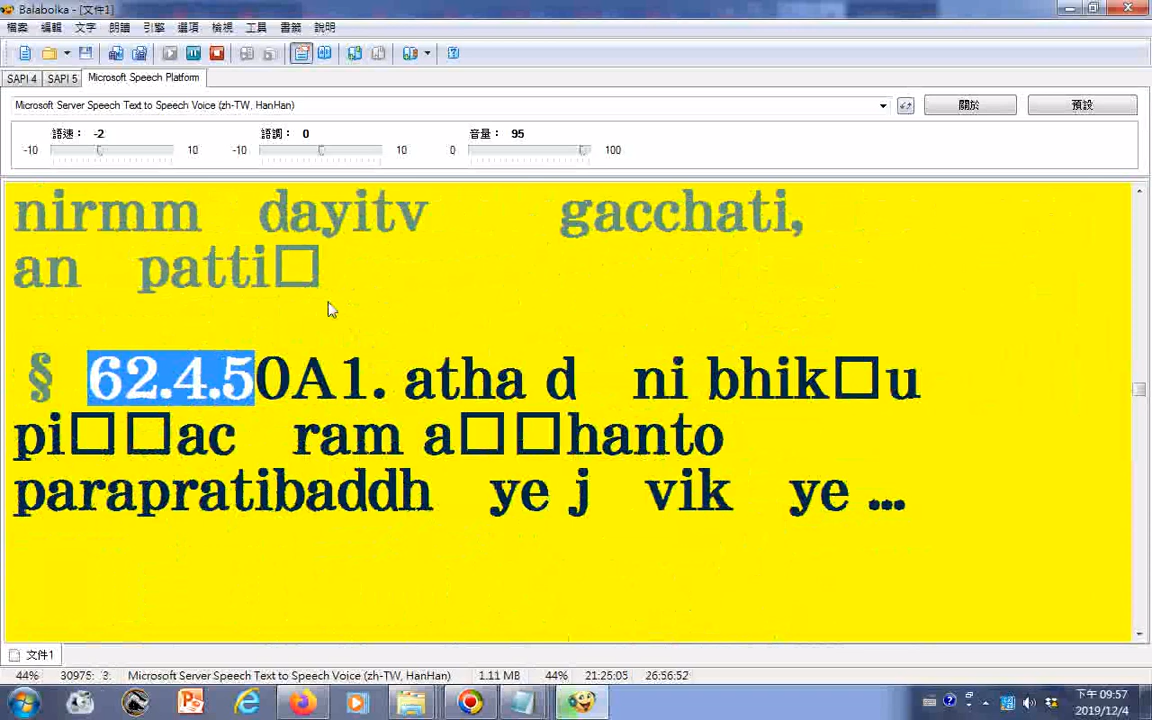 Balabolka - [文件1]
檔案 編輯 文字 朗讀 引擎 選項 檢視 工具 書籤 說明
SAPI 4 SAPI 5 Microsoft Speech Platform
Microsoft Server Speech Text to Speech Voice (zh-TW, HanHan) 關於 預設
語速： -2 語調： 0 音量： 95
-10 10 -10 10 0 100
nirmm dayitv gacchati,
an patti□
§ 62.4.50A1. atha d ni bhik□u
pi□□ac ram a□□hanto
parapratibaddh ye j vik ye ...
文件1
44% 30975: 3: Microsoft Server Speech Text to Speech Voice (zh-TW, HanHan) 1.11 MB 44% 21:25:05 26:56:52
下午 09:57
2019/12/4